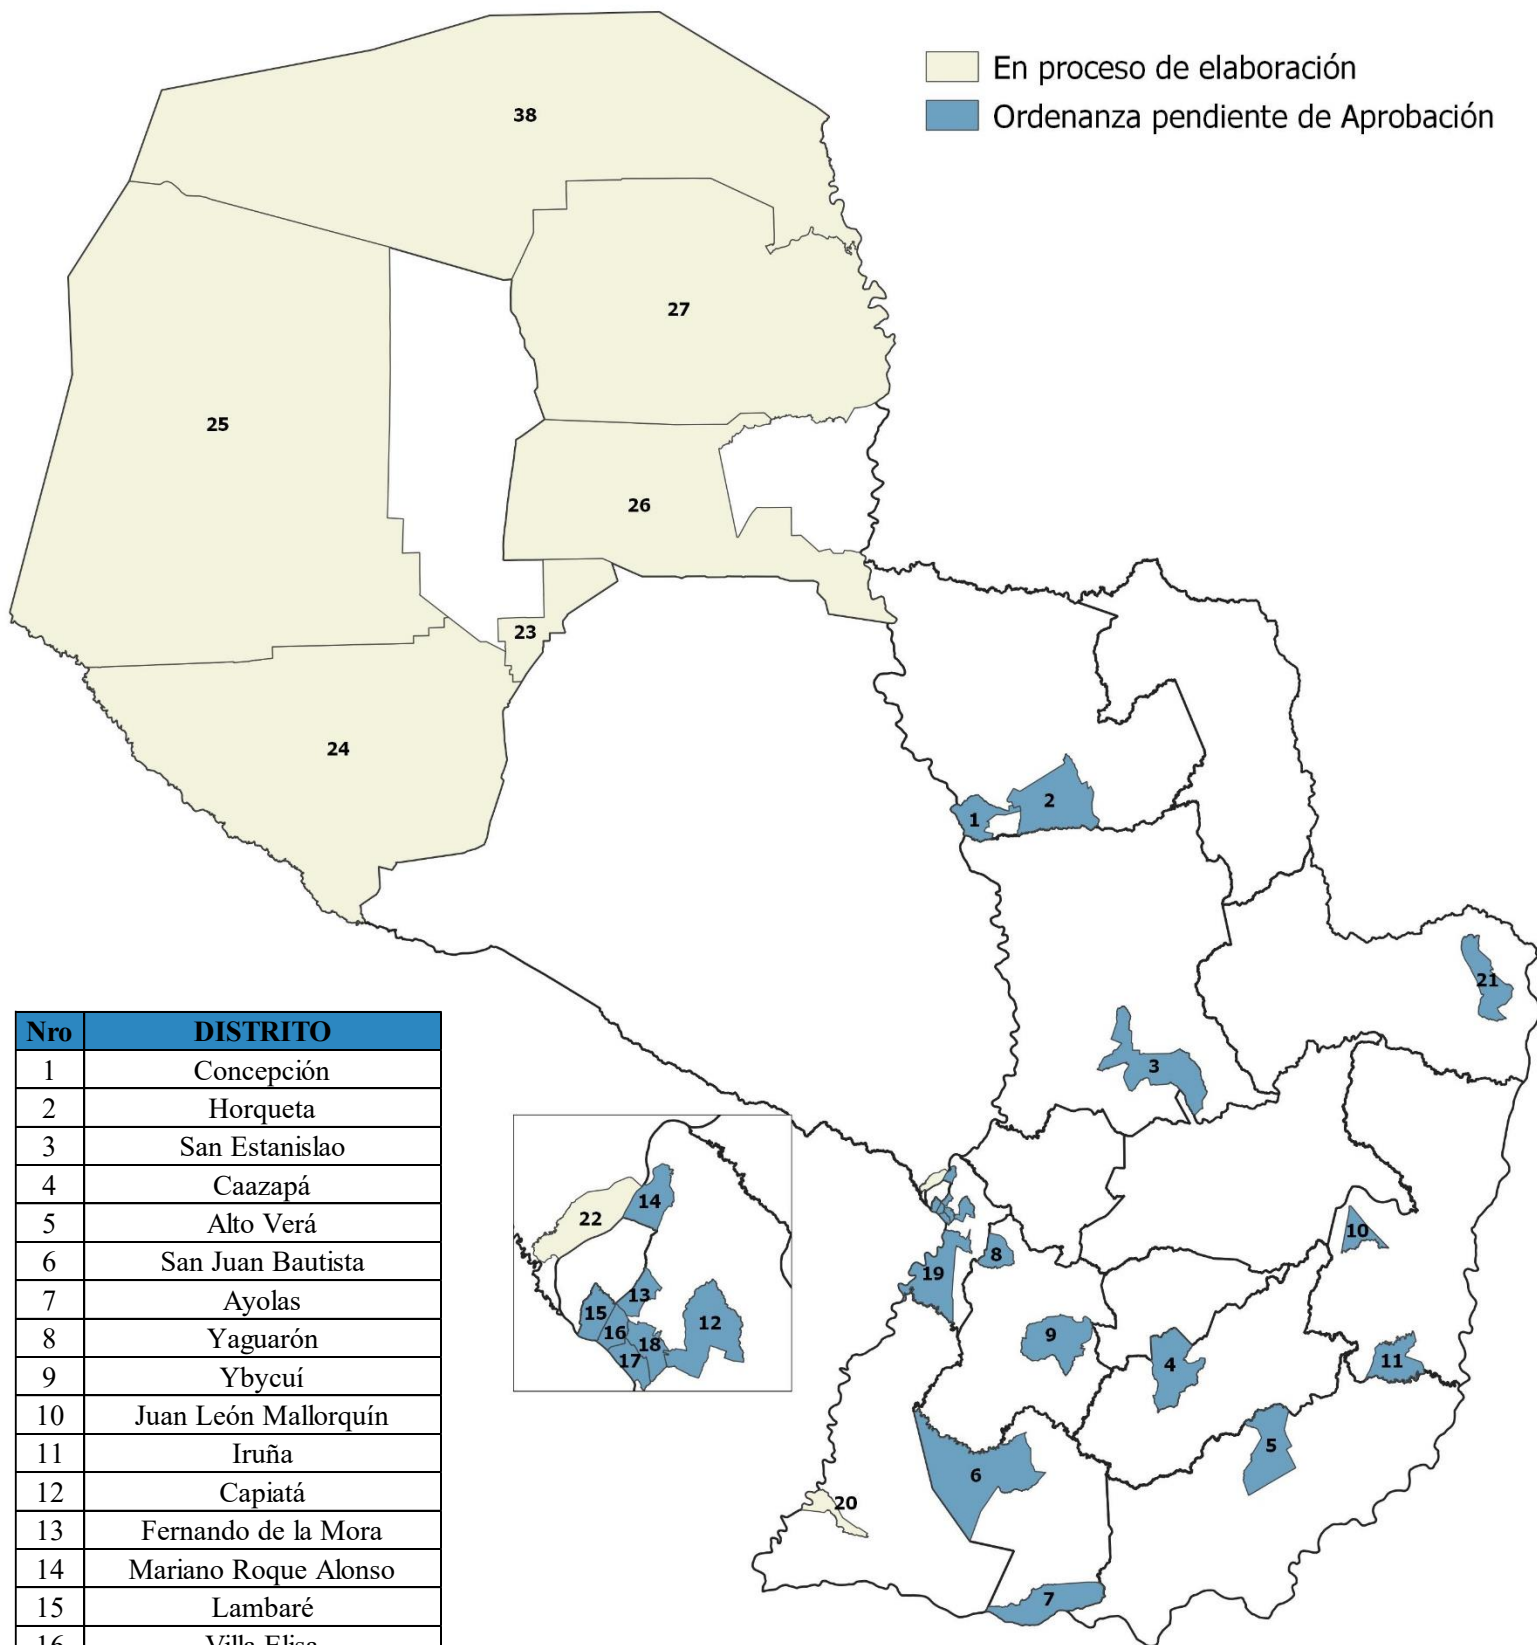 En proceso de elaboración
Ordenanza pendiente de Aprobación
38
27
25
26
23
24
2
1
21
3
22
14
10
8
19
13
15
12
16
18
17
9
4
11
5
6
20
7
Nro DISTRITO
1 Concepción
2 Horqueta
3 San Estanislao
4 Caazapá
5 Alto Verá
6 San Juan Bautista
7 Ayolas
8 Yaguarón
9 Ybycuí
10 Juan León Mallorquín
11 Iruña
12 Capiatá
13 Fernando de la Mora
14 Mariano Roque Alonso
15 Lambaré
16 Villa Elisa